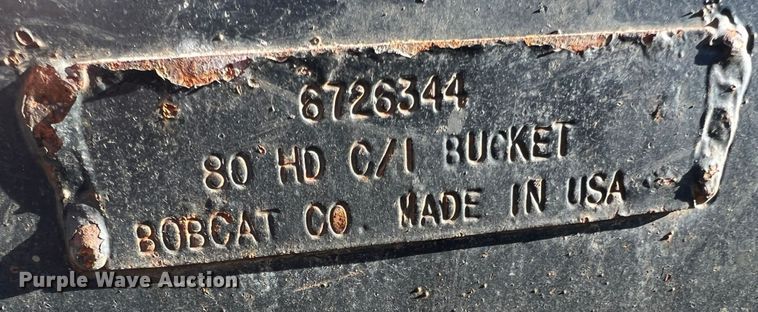 6726344
80" HD C/I BUCKET
BOBCAT CO. MADE IN USA
Purple Wave Auction